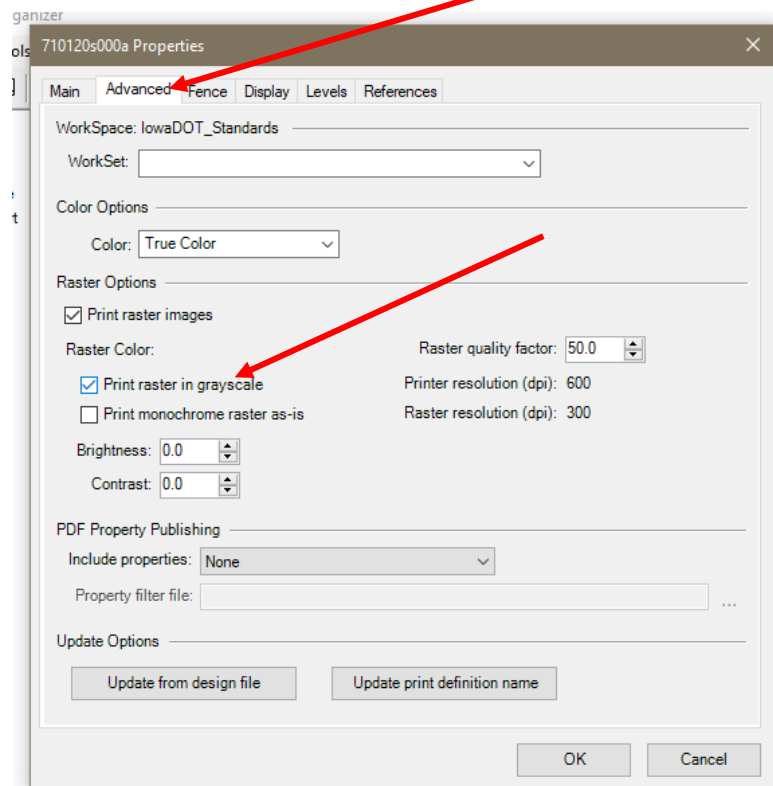 ganizer
ols
710120s000a Properties
Main Advanced Fence Display Levels References
WorkSpace: IowaDOT_Standards
WorkSet:
Color Options
Color: True Color
Raster Options
Print raster images
Raster Color:
Raster quality factor: 50.0
Print raster in grayscale
Printer resolution (dpi): 600
Print monochrome raster as-is
Raster resolution (dpi): 300
Brightness: 0.0
Contrast: 0.0
PDF Property Publishing
Include properties: None
Property filter file:
...
Update Options
Update from design file Update print definition name
OK Cancel